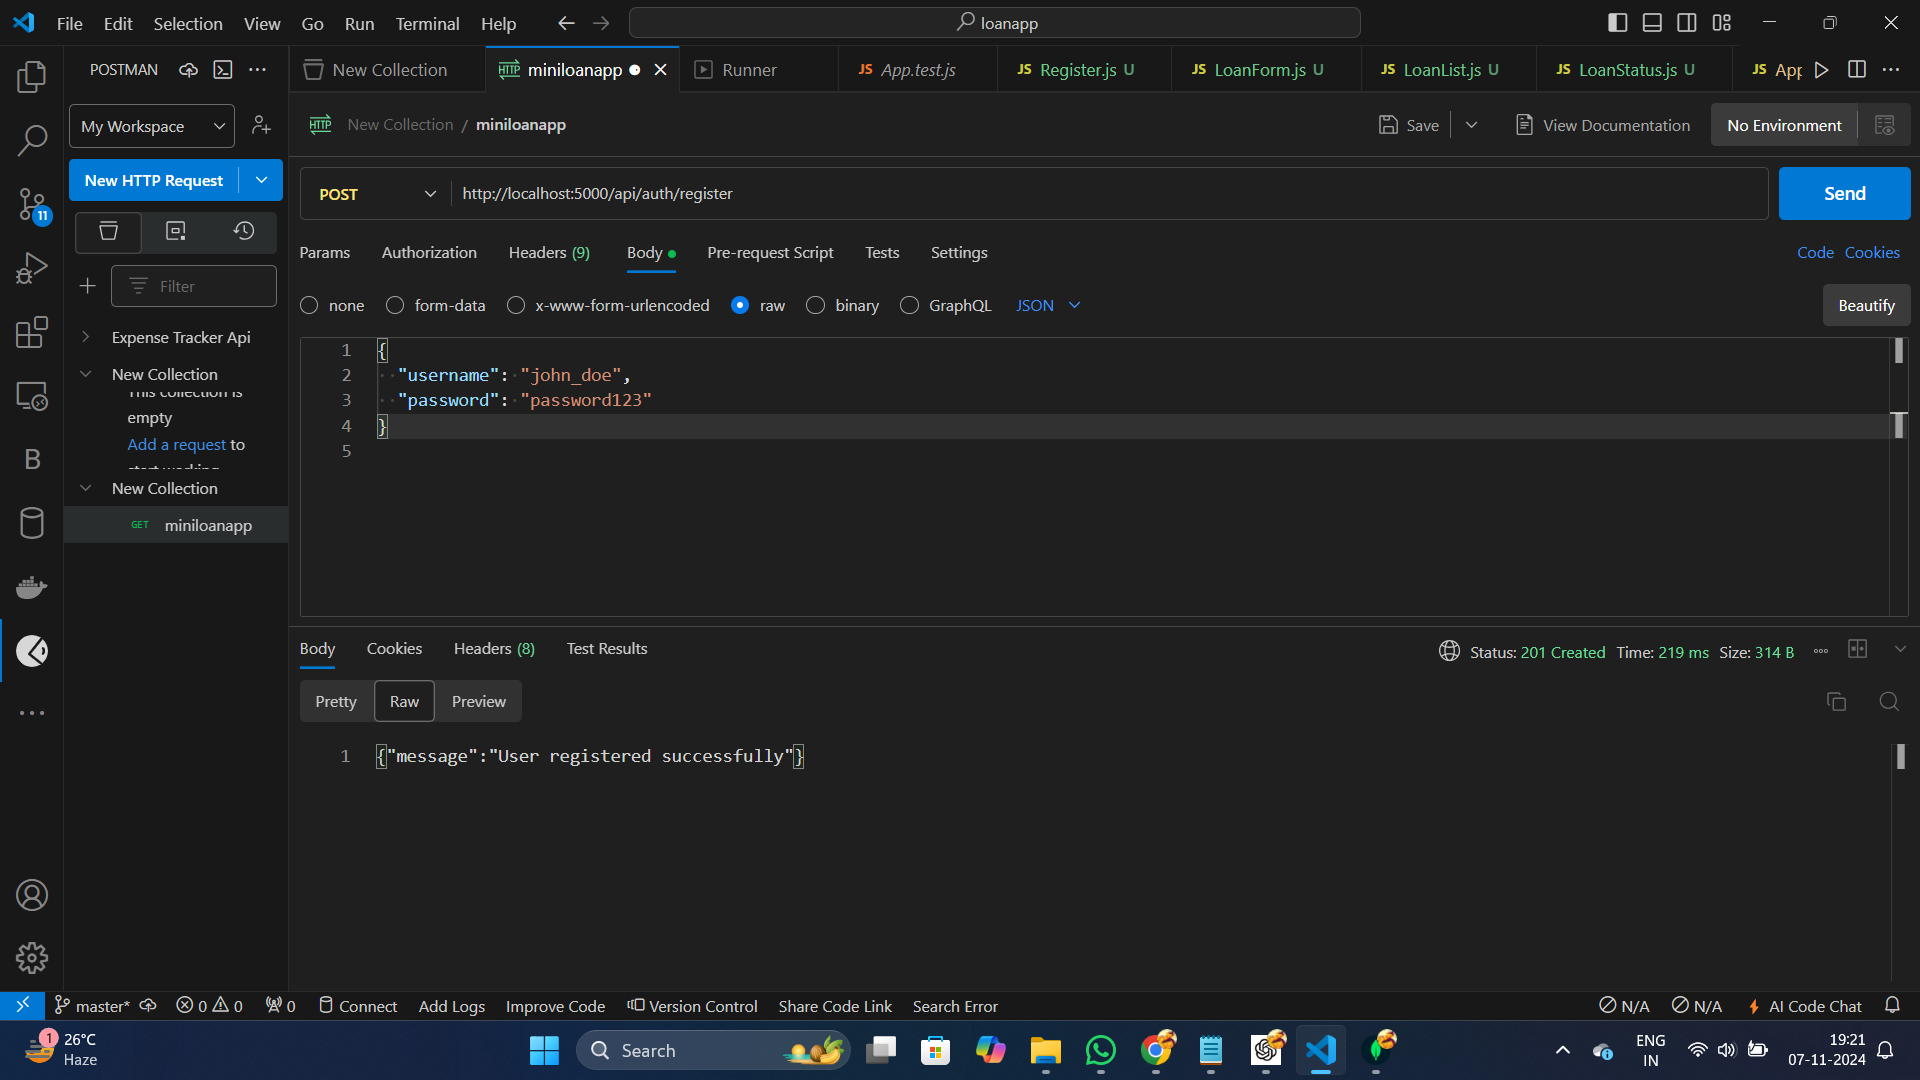 File Edit Selection View Go Run Terminal Help
loanapp
POSTMAN
New Collection
HTTP miniloanapp
Runner
JS App.test.js
JS Register.js U
JS LoanForm.js U
JS LoanList.js U
JS LoanStatus.js U
JS App
My Workspace
HTTP New Collection / miniloanapp
Save
View Documentation
No Environment
New HTTP Request
POST http://localhost:5000/api/auth/register
Send
11
Params Authorization Headers (9) Body Pre-request Script Tests Settings
Code Cookies
Filter
none form-data x-www-form-urlencoded raw binary GraphQL JSON
Beautify
Expense Tracker Api
New Collection
This collection is
empty
Add a request to
start working
New Collection
GET miniloanapp
B
1 {
2 "username": "john_doe",
3 "password": "password123"
4 }
5
Body Cookies Headers (8) Test Results
Status: 201 Created Time: 219 ms Size: 314 B
Pretty Raw Preview
1 {"message":"User registered successfully"}
master* 0 0 0 Connect Add Logs Improve Code Version Control Share Code Link Search Error
N/A N/A AI Code Chat
1
26°C
Haze
Search
ENG
IN
19:21
07-11-2024